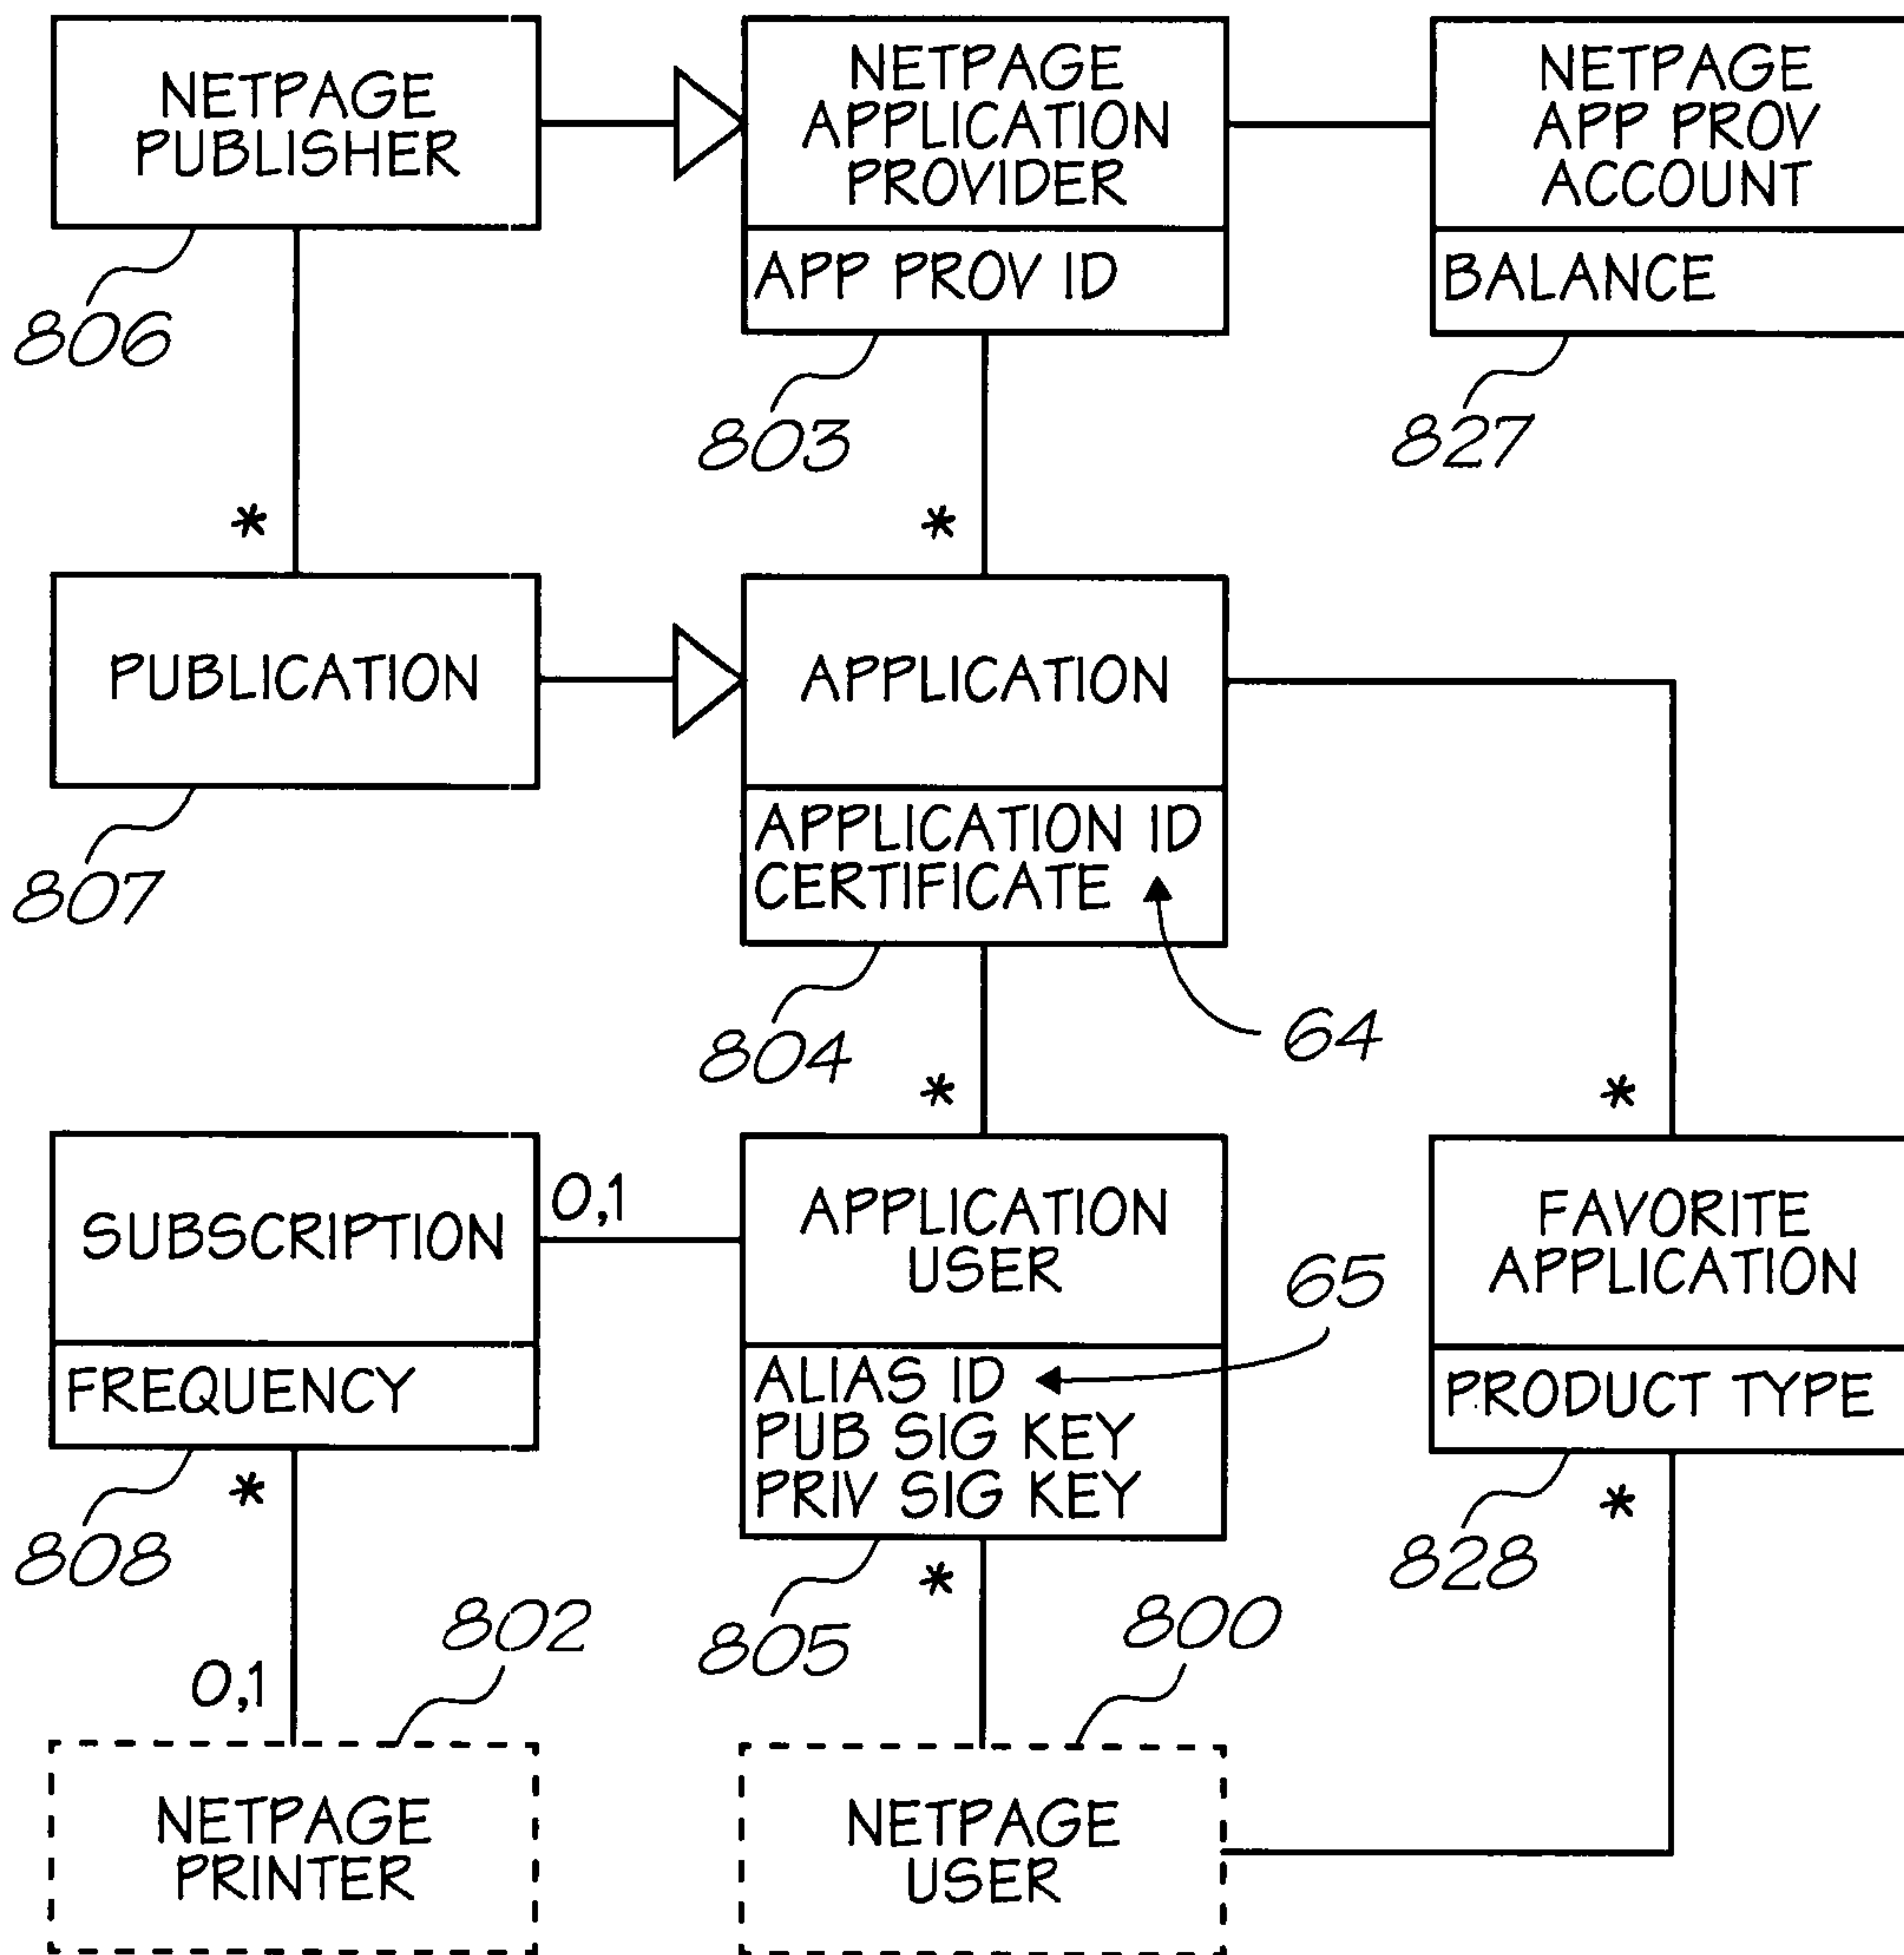 NETPAGE
PUBLISHER
NETPAGE
APPLICATION
PROVIDER
APP PROV ID
NETPAGE
APP PROV
ACCOUNT
BALANCE
806
803
827
*
*
PUBLICATION
APPLICATION
APPLICATION ID
CERTIFICATE
807
804
64
*
*
SUBSCRIPTION
FREQUENCY
0,1
APPLICATION
USER
ALIAS ID
PUB SIG KEY
PRIV SIG KEY
65
FAVORITE
APPLICATION
PRODUCT TYPE
808
*
802
0,1
805
*
800
828
*
NETPAGE
PRINTER
NETPAGE
USER